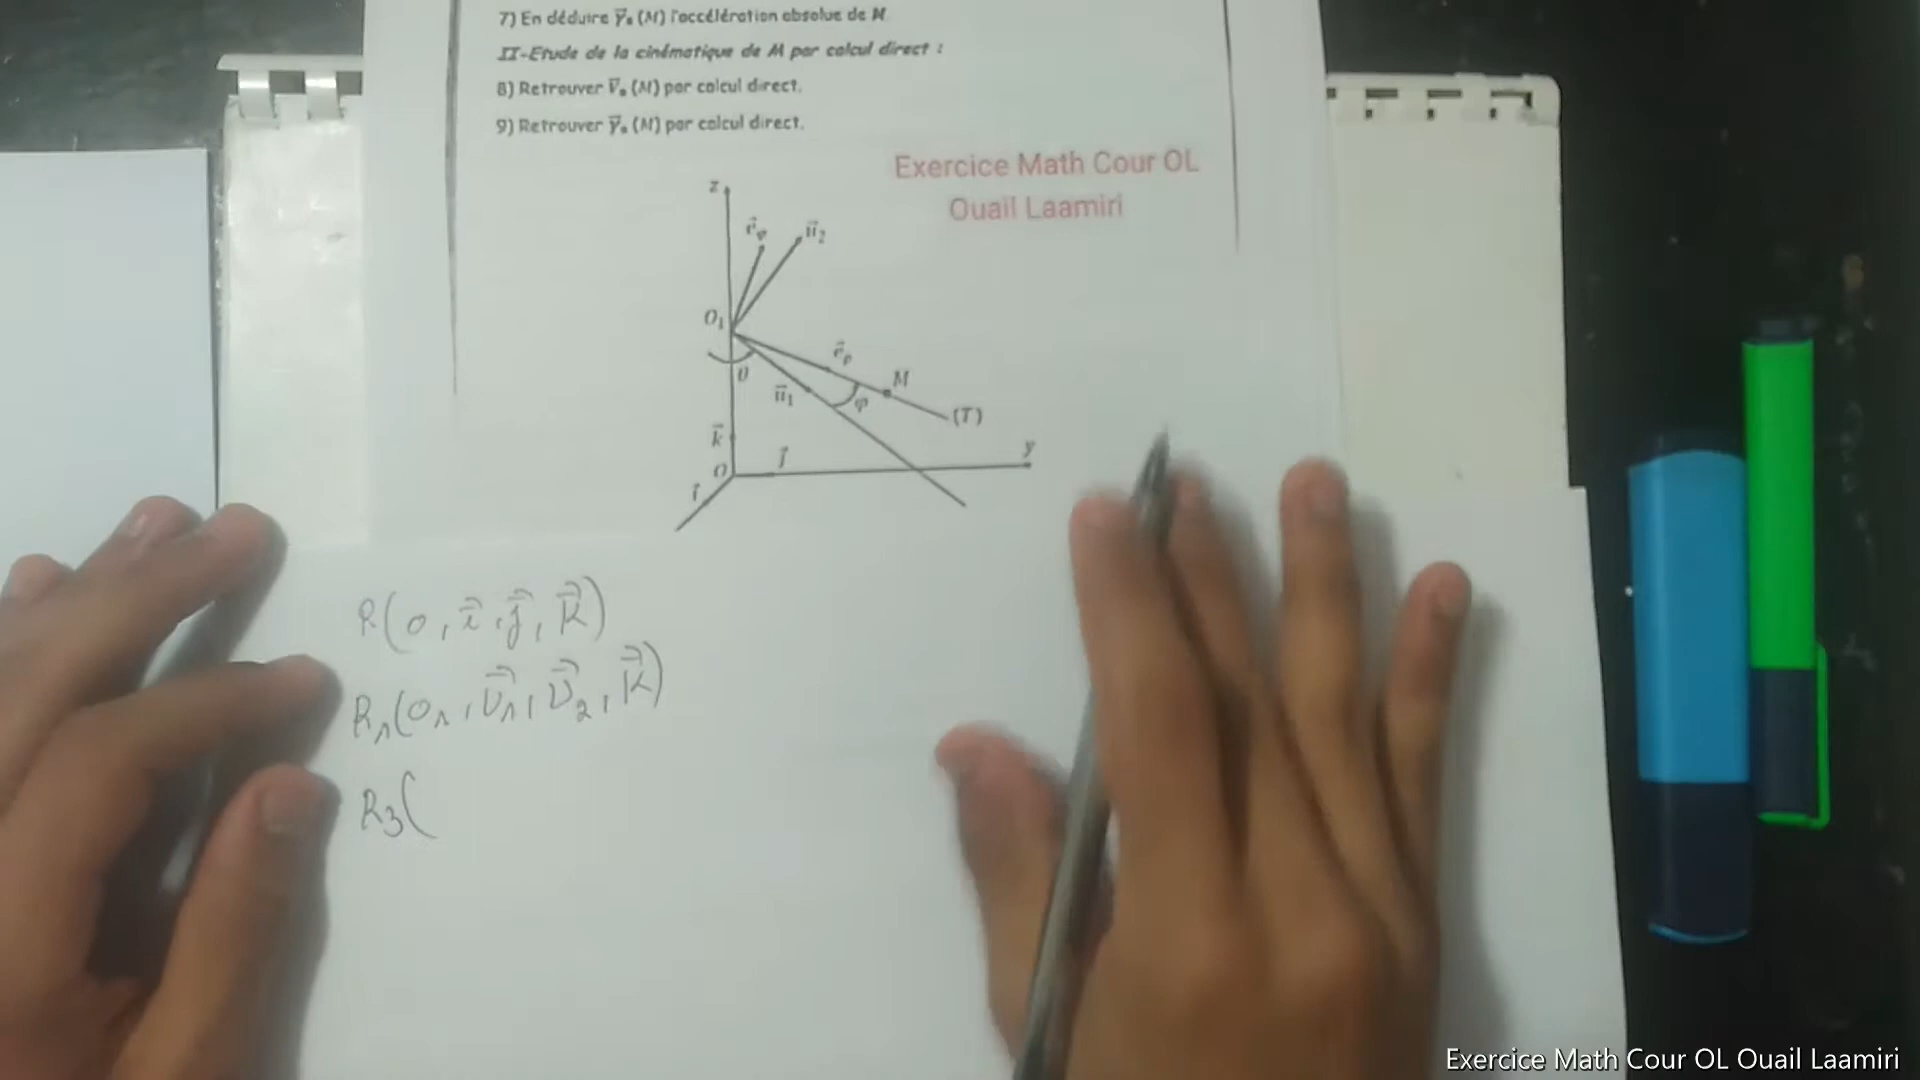 7) En déduire γ⃗ₐ (M) l'accélération absolue de M
II-Etude de la cinématique de M par calcul direct :
8) Retrouver V⃗ₐ (M) par calcul direct.
9) Retrouver γ⃗ₐ (M) par calcul direct.
Exercice Math Cour OL
Ouail Laamiri
z
e⃗φ u⃗₂
O₁
e⃗ρ
θ M
u⃗₁ φ (T)
k⃗
O j⃗ y
i⃗
R(o, i⃗, j⃗, k⃗)
R₁(o₁, U⃗₁, U⃗₂, k⃗)
R₃(
Exercice Math Cour OL Ouail Laamiri